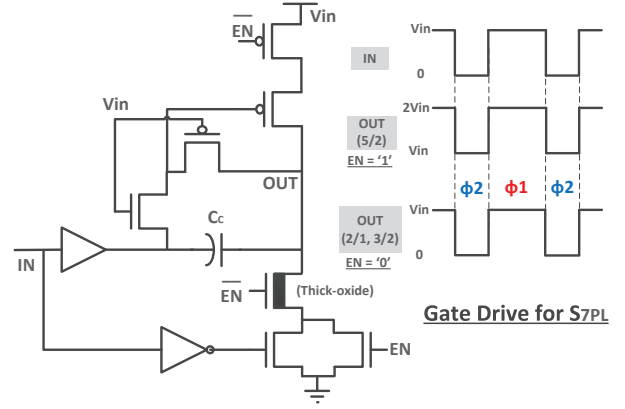 Vin
EN
Vin
OUT
Cc
IN
EN
(Thick-oxide)
EN
IN
Vin
0
OUT
(5/2)
EN = '1'
2Vin
Vin
ϕ2
ϕ1
ϕ2
OUT
(2/1, 3/2)
EN = '0'
Vin
0
Gate Drive for S7PL